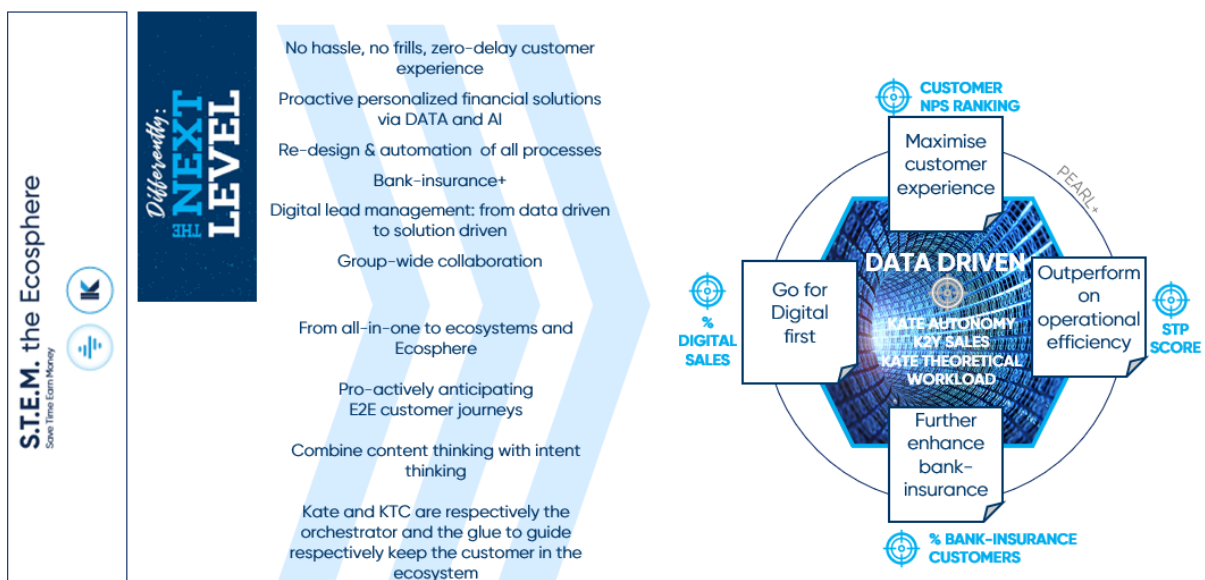 S.T.E.M. the Ecosphere
Save Time Earn Money
K
Differently:
THE
NEXT
LEVEL
No hassle, no frills, zero-delay customer
experience
Proactive personalized financial solutions
via DATA and AI
Re-design & automation of all processes
Bank-insurance+
Digital lead management: from data driven
to solution driven
Group-wide collaboration
From all-in-one to ecosystems and
Ecosphere
Pro-actively anticipating
E2E customer journeys
Combine content thinking with intent
thinking
Kate and KTC are respectively the
orchestrator and the glue to guide
respectively keep the customer in the
ecosystem
CUSTOMER
NPS RANKING
Maximise
customer
experience
PEARL+
%
DIGITAL
SALES
Go for
Digital
first
DATA DRIVEN
KATE AUTONOMY
K2Y SALES
KATE THEORETICAL
WORKLOAD
Outperform
on
operational
efficiency
STP
SCORE
Further
enhance
bank-
insurance
% BANK-INSURANCE
CUSTOMERS